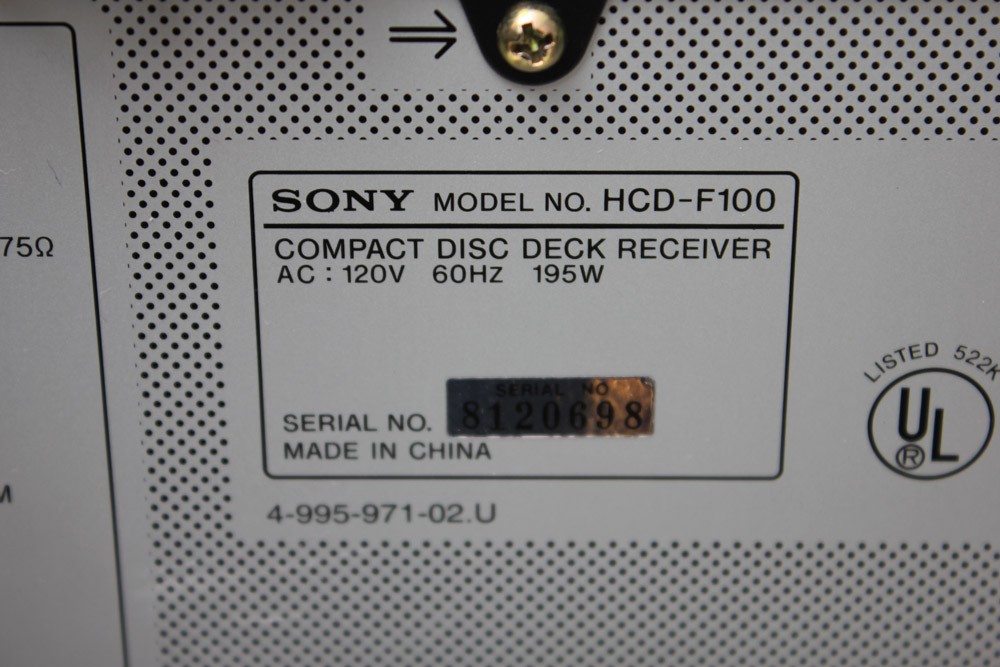 75Ω
SONY MODEL NO. HCD-F100
COMPACT DISC DECK RECEIVER
AC : 120V 60Hz 195W
SERIAL NO
SERIAL NO. 8120698
MADE IN CHINA
4-995-971-02.U
LISTED 522K
UL
®
M